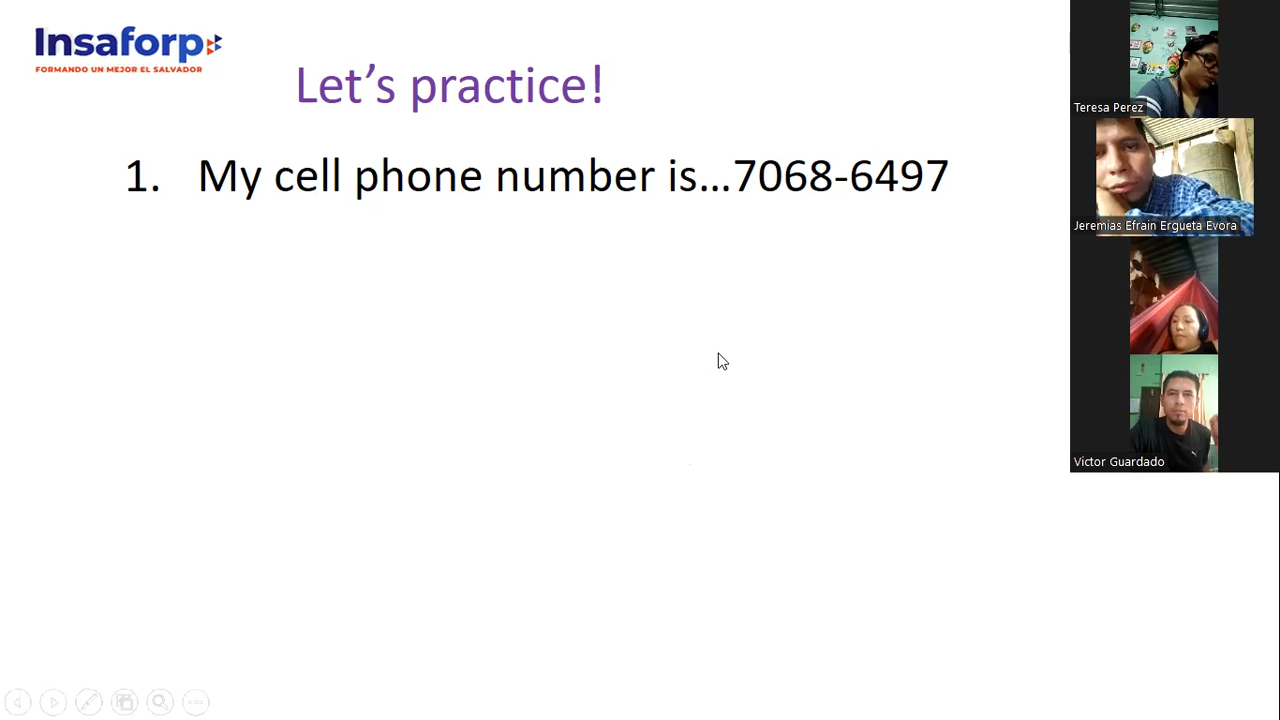 Insaforp
FORMANDO UN MEJOR EL SALVADOR
Let’s practice!
1. My cell phone number is...7068-6497
Teresa Perez
Jeremias Efrain Ergueta Evora
Victor Guardado